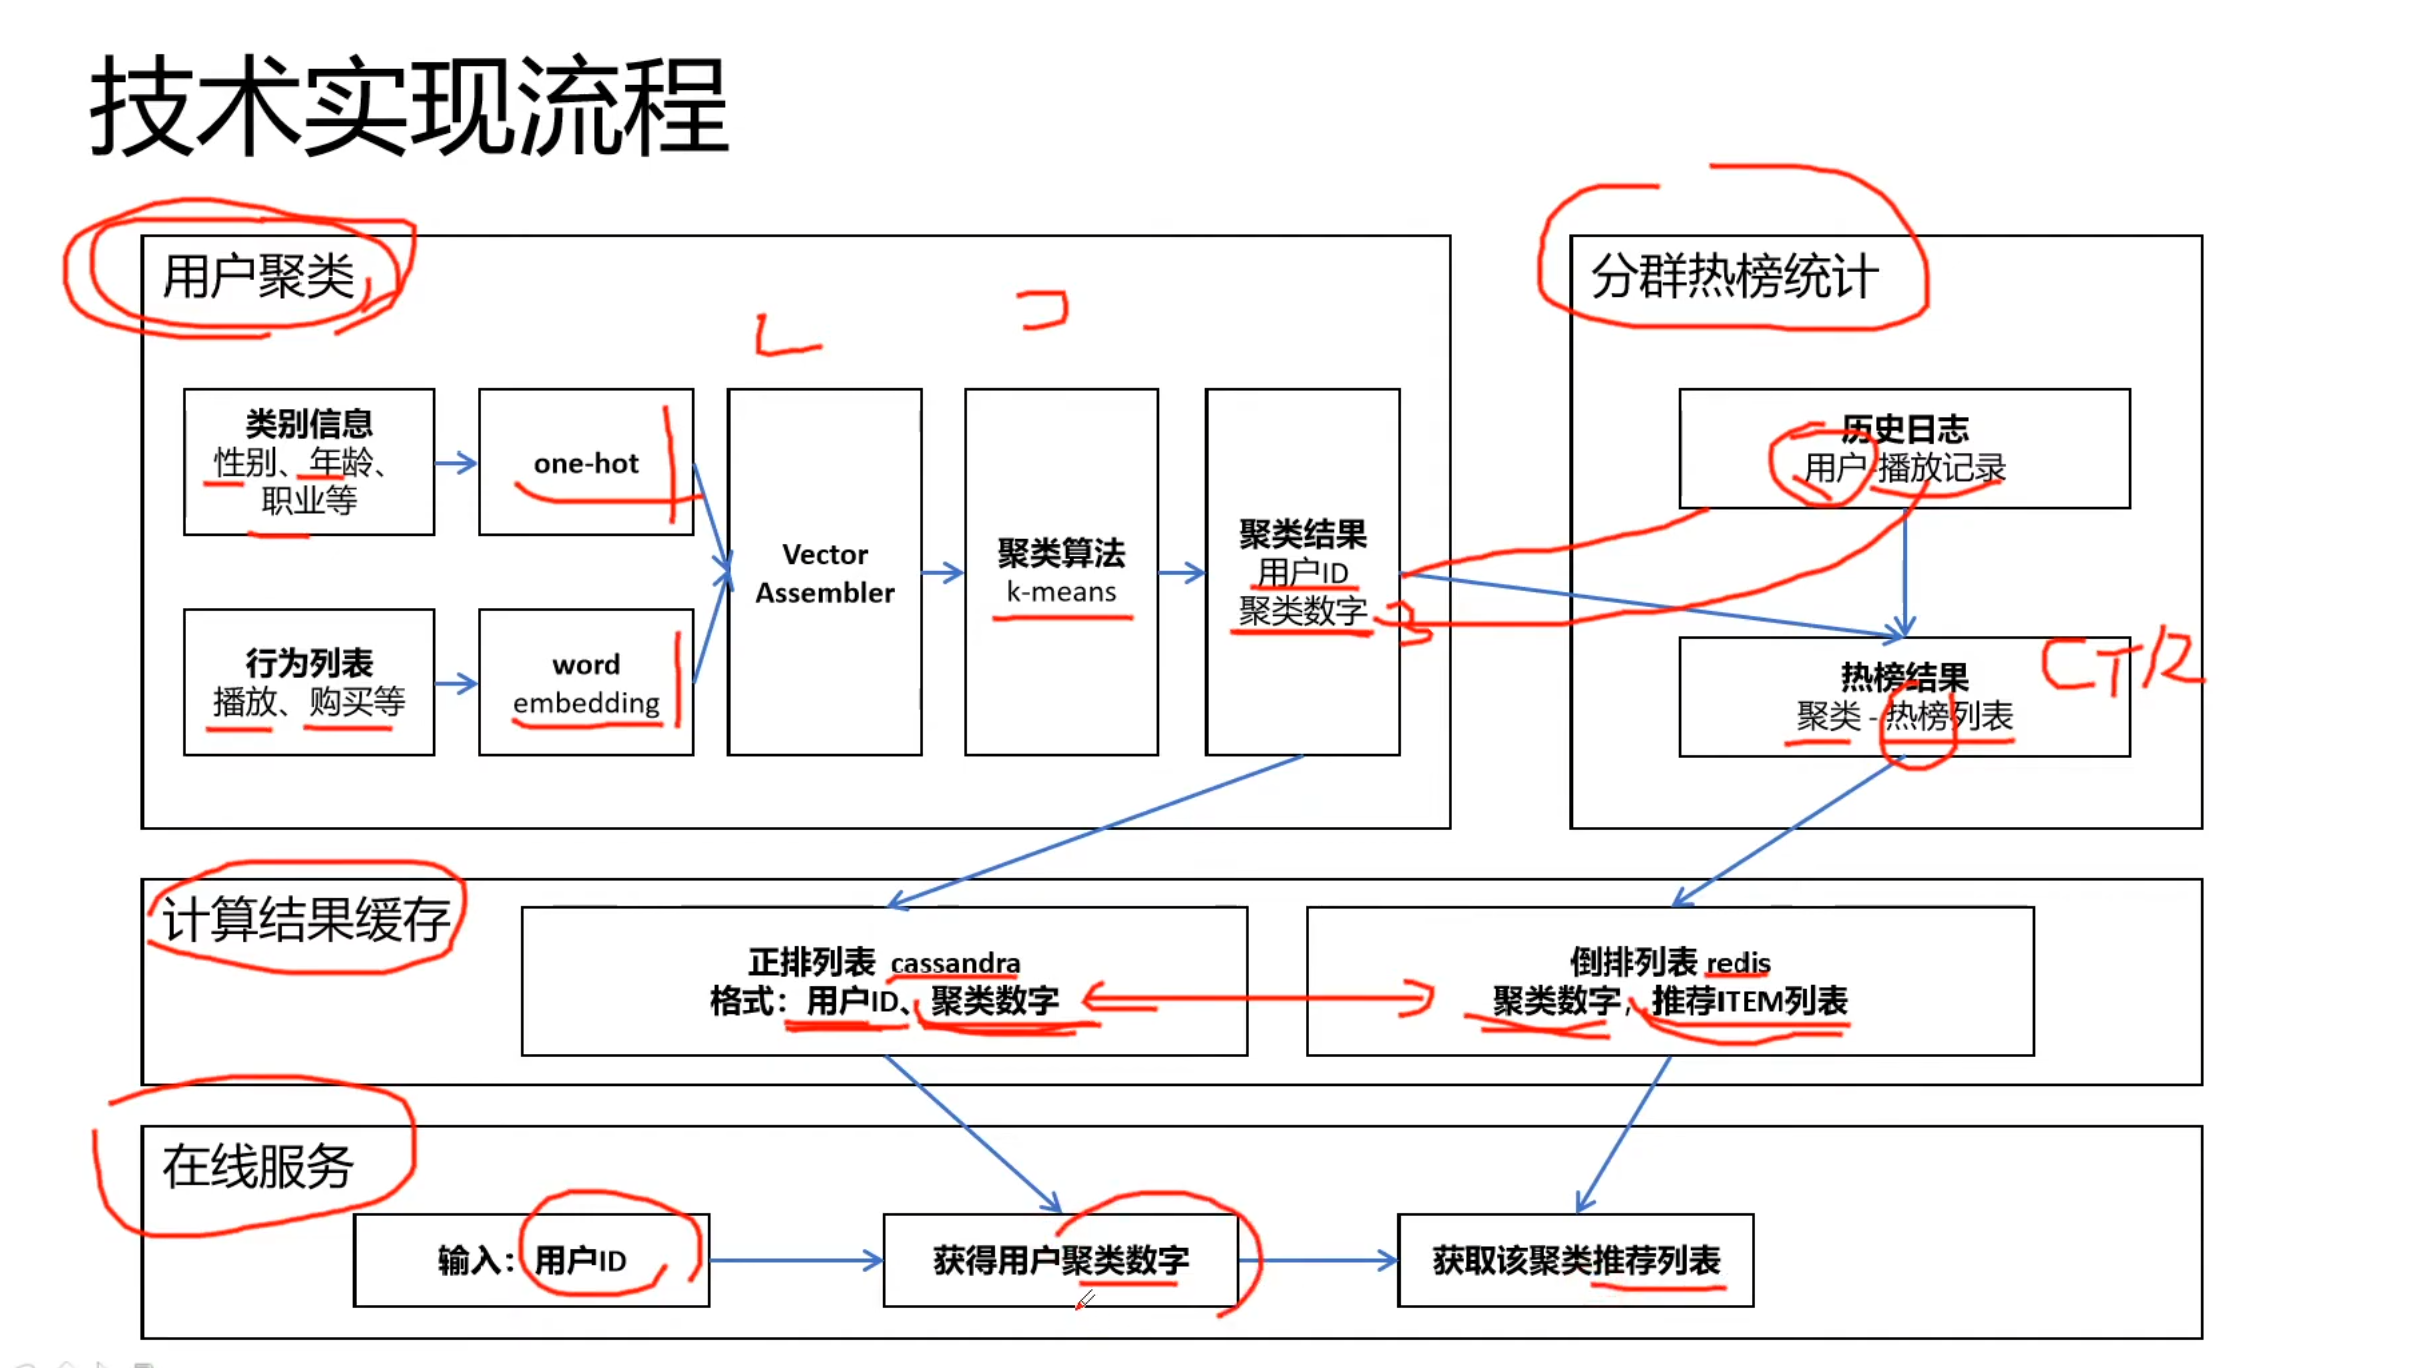 技术实现流程
用户聚类
类别信息
性别、年龄、
职业等
one-hot
行为列表
播放、购买等
word
embedding
Vector
Assembler
聚类算法
k-means
聚类结果
用户ID
聚类数字
分群热榜统计
历史日志
用户-播放记录
热榜结果
聚类 - 热榜列表
CTR
计算结果缓存
正排列表 cassandra
格式：用户ID、聚类数字
倒排列表 redis
聚类数字，推荐ITEM列表
在线服务
输入：用户ID
获得用户聚类数字
获取该聚类推荐列表